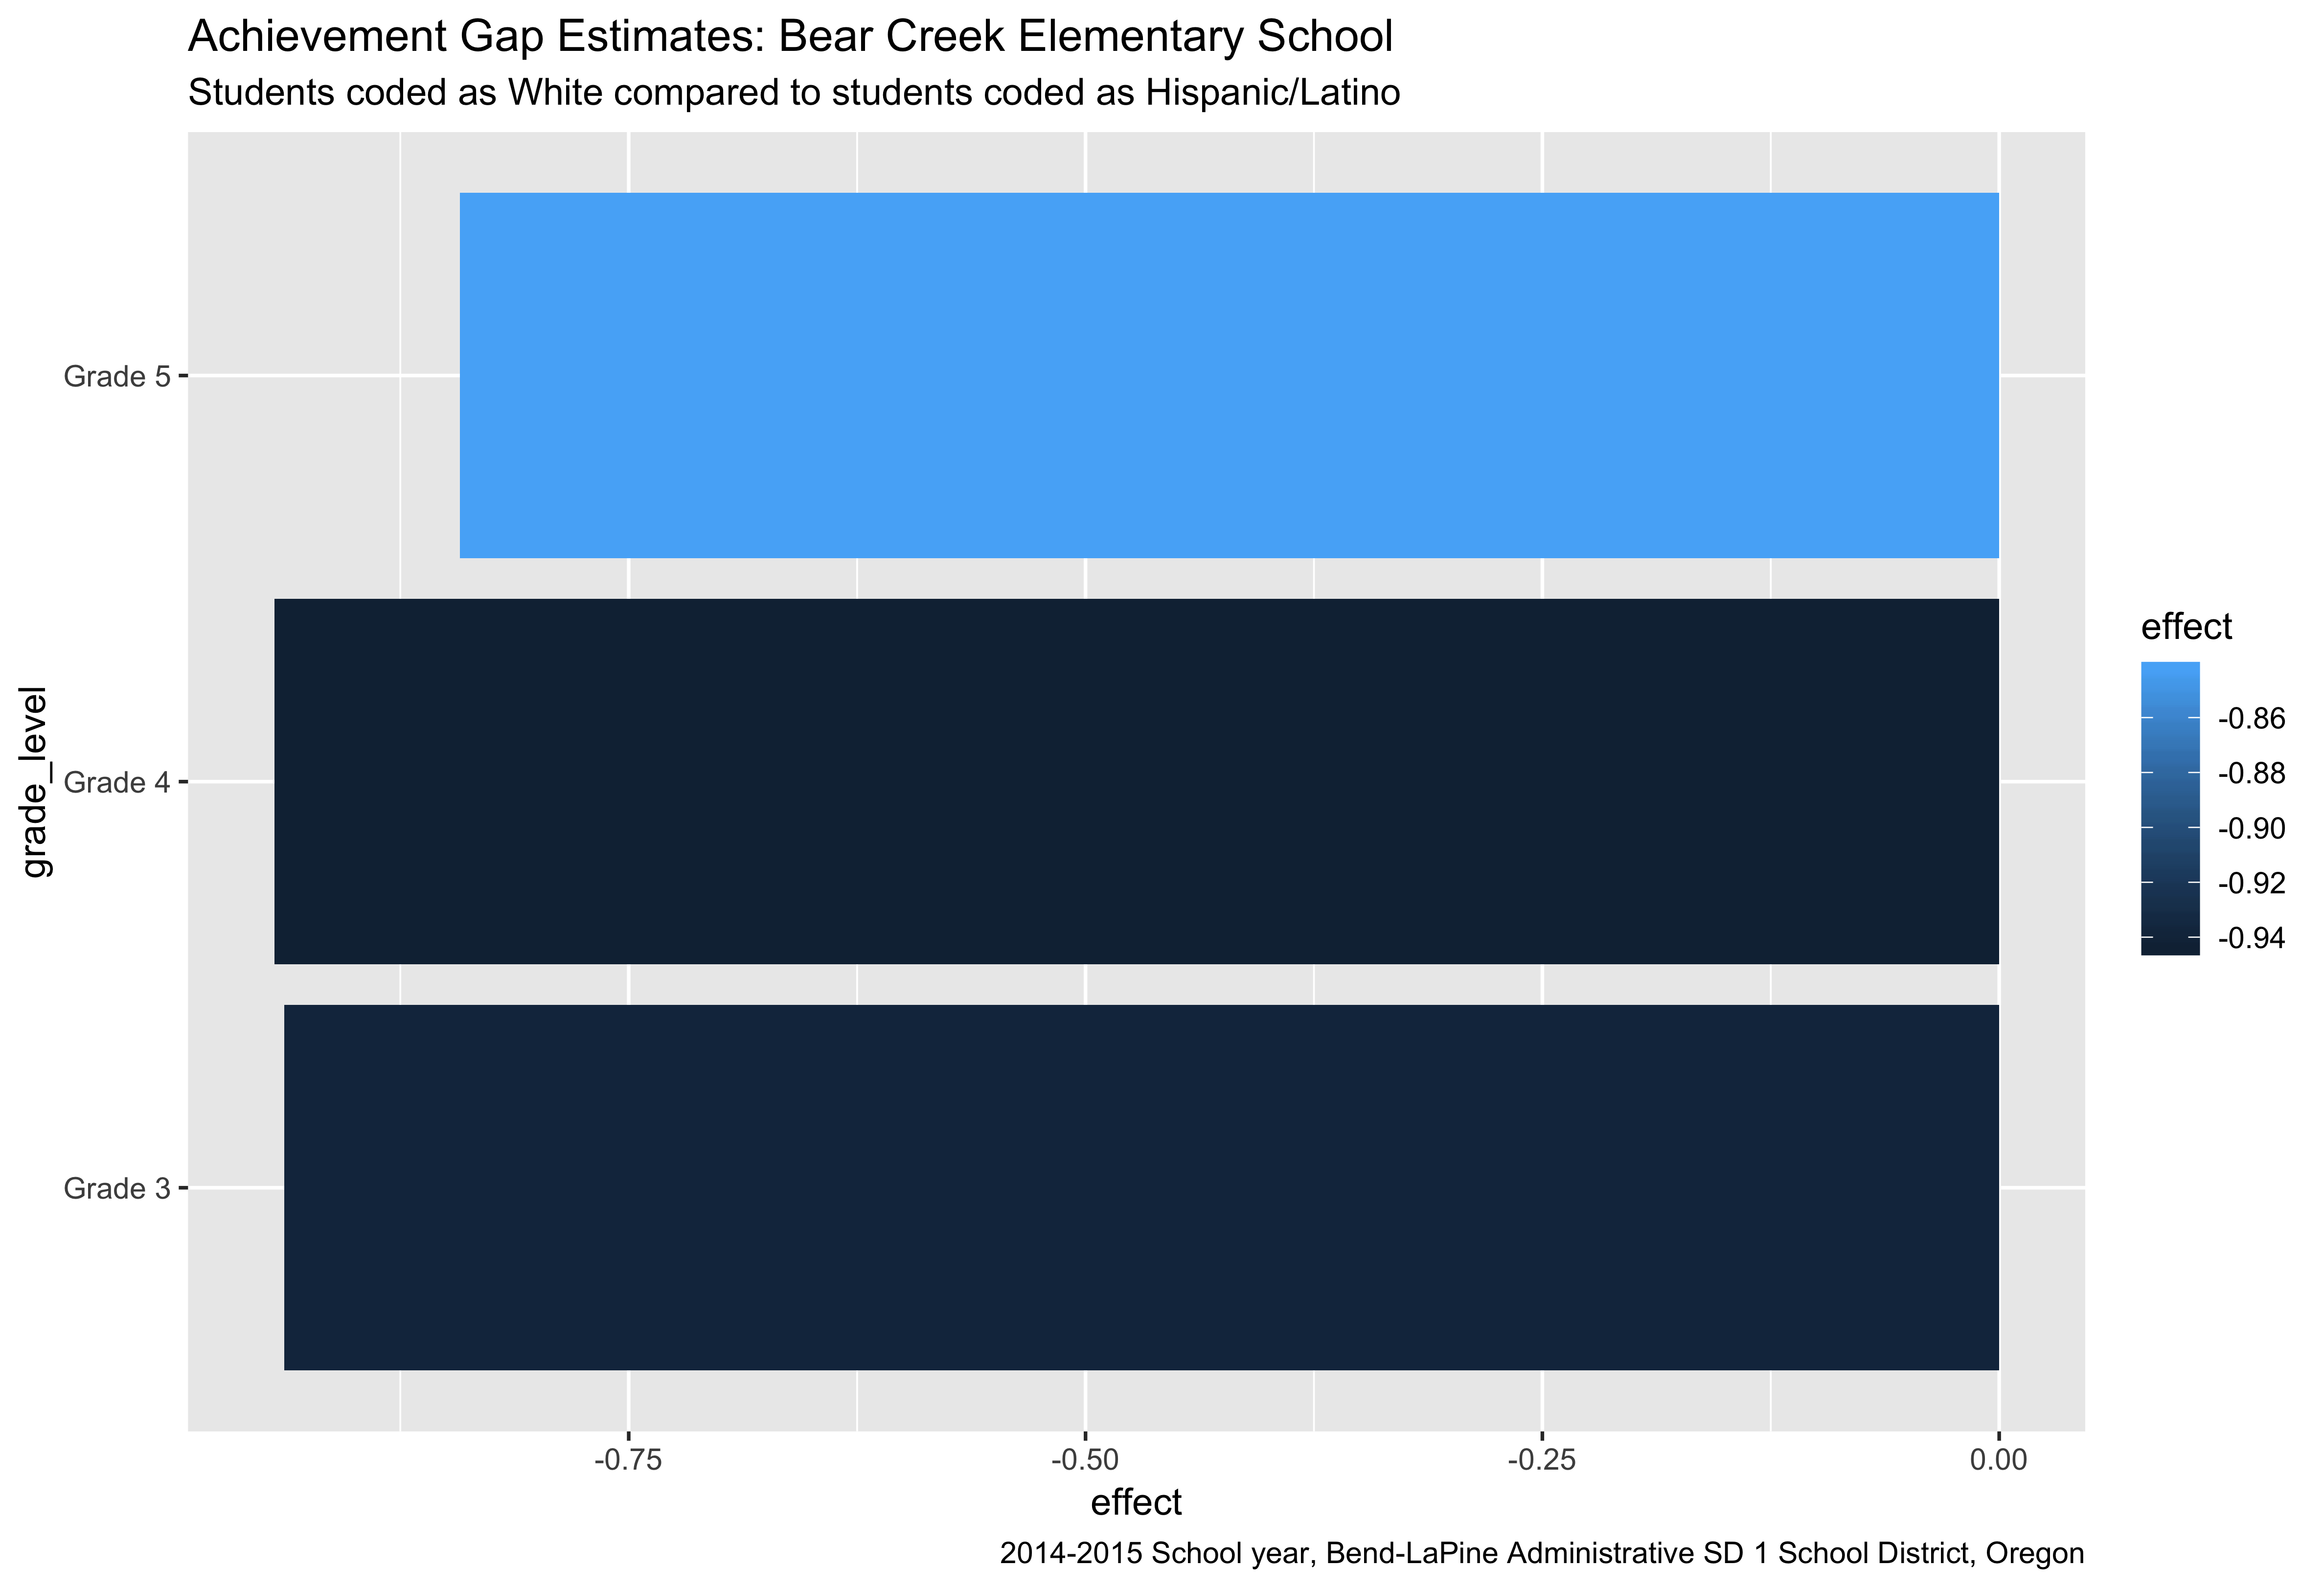 Achievement Gap Estimates: Bear Creek Elementary School
Students coded as White compared to students coded as Hispanic/Latino
Grade 5
Grade 4
Grade 3
grade_level
-0.75
-0.50
-0.25
0.00
effect
effect
-0.86
-0.88
-0.90
-0.92
-0.94
2014-2015 School year, Bend-LaPine Administrative SD 1 School District, Oregon